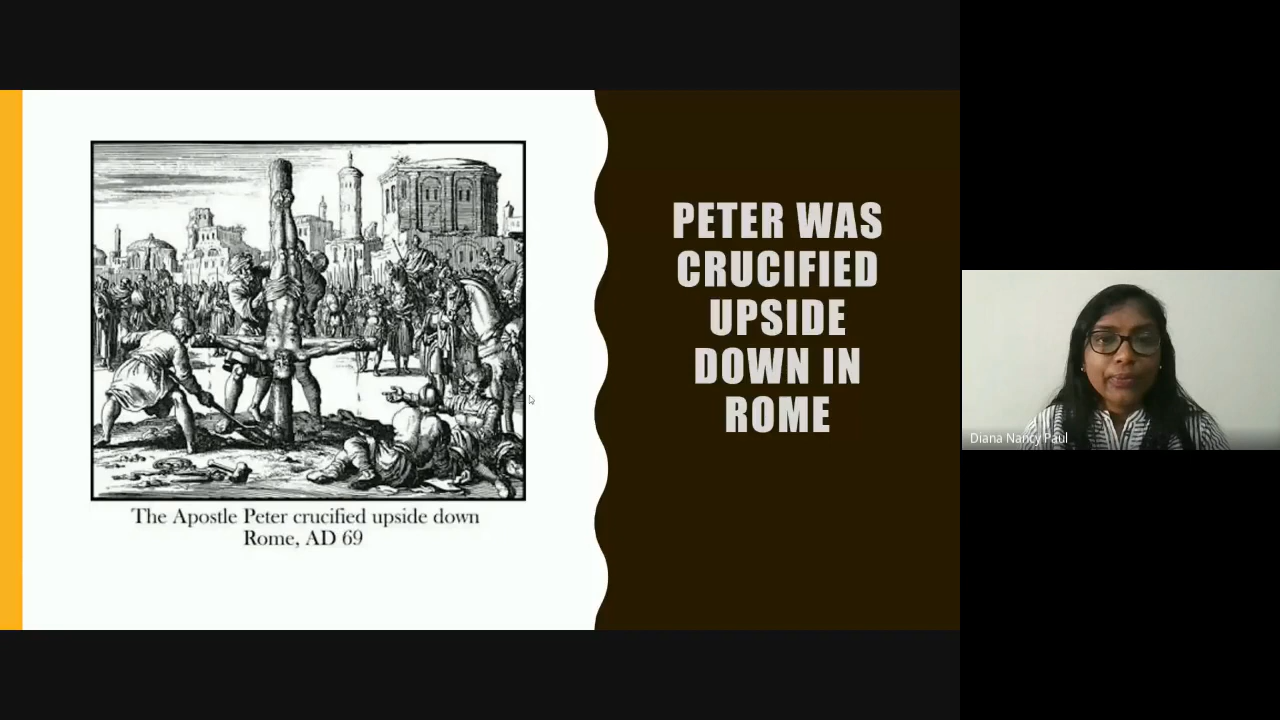 PETER WAS
CRUCIFIED
UPSIDE
DOWN IN
ROME
The Apostle Peter crucified upside down
Rome, AD 69
Diana Nancy Paul